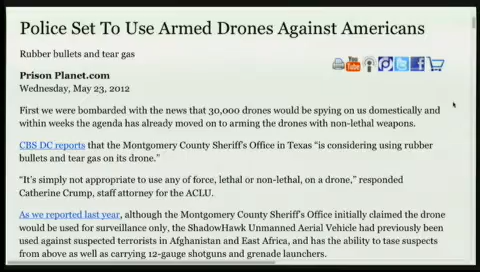 Police Set To Use Armed Drones Against Americans
Rubber bullets and tear gas
You
Tube
Prison Planet.com
Wednesday, May 23, 2012
First we were bombarded with the news that 30,000 drones would be spying on us domestically and
within weeks the agenda has already moved on to arming the drones with non-lethal weapons.
CBS DC reports that the Montgomery County Sheriff's Office in Texas “is considering using rubber
bullets and tear gas on its drone.”
“It's simply not appropriate to use any of force, lethal or non-lethal, on a drone,” responded
Catherine Crump, staff attorney for the ACLU.
As we reported last year, although the Montgomery County Sheriff's Office initially claimed the drone
would be used for surveillance only, the ShadowHawk Unmanned Aerial Vehicle had previously been
used against suspected terrorists in Afghanistan and East Africa, and has the ability to tase suspects
from above as well as carrying 12-gauge shotguns and grenade launchers.